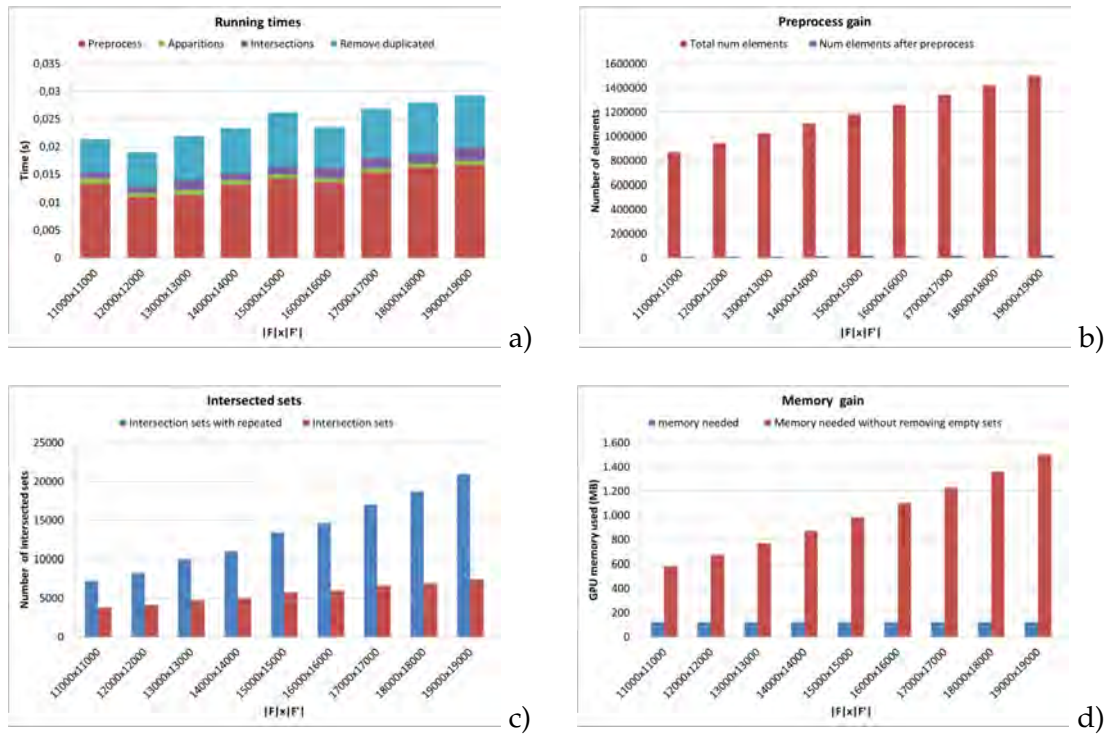 Running times
Preprocess Apparitions Intersections Remove duplicated
0,035
0,03
0,025
0,02
0,015
0,01
0,005
0
Time (s)
11000x11000
12000x12000
13000x13000
14000x14000
15000x15000
16000x16000
17000x17000
18000x18000
19000x19000
|F|x|F'|
a)
Preprocess gain
Total num elements Num elements after preprocess
1600000
1400000
1200000
1000000
800000
600000
400000
200000
0
Number of elements
11000x11000
12000x12000
13000x13000
14000x14000
15000x15000
16000x16000
17000x17000
18000x18000
19000x19000
|F|x|F'|
b)
Intersected sets
Intersection sets with repeated Intersection sets
25000
20000
15000
10000
5000
0
Number of intersected sets
11000x11000
12000x12000
13000x13000
14000x14000
15000x15000
16000x16000
17000x17000
18000x18000
19000x19000
|F|x|F'|
c)
Memory gain
memory needed Memory needed without removing empty sets
1.600
1.400
1.200
1.000
800
600
400
200
0
GPU memory used (MB)
11000x11000
12000x12000
13000x13000
14000x14000
15000x15000
16000x16000
17000x17000
18000x18000
19000x19000
|F|x|F'|
d)